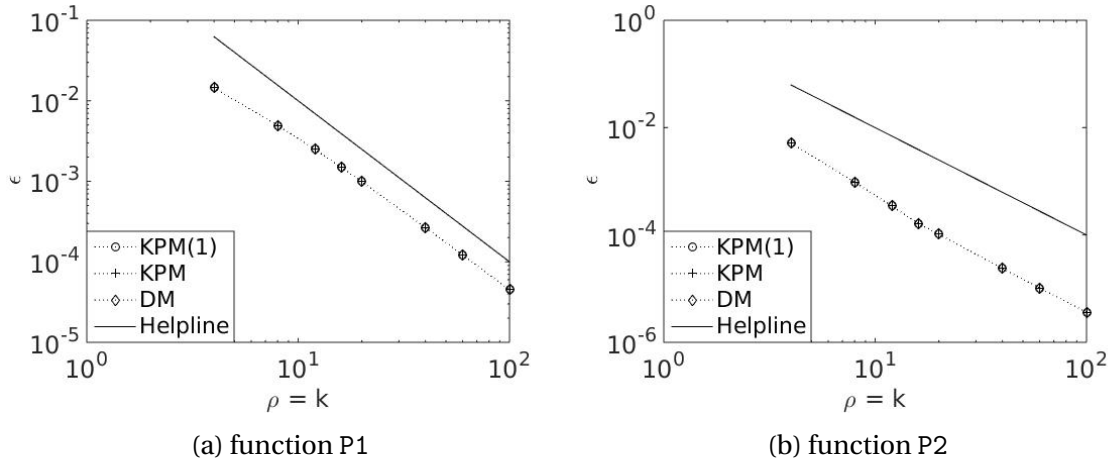 10^-1
10^-2
10^-3
10^-4
10^-5
ϵ
KPM(1)
KPM
DM
Helpline
10^0
10^1
10^2
ρ = k
(a) function P1
10^0
10^-2
10^-4
10^-6
ϵ
KPM(1)
KPM
DM
Helpline
10^0
10^1
10^2
ρ = k
(b) function P2